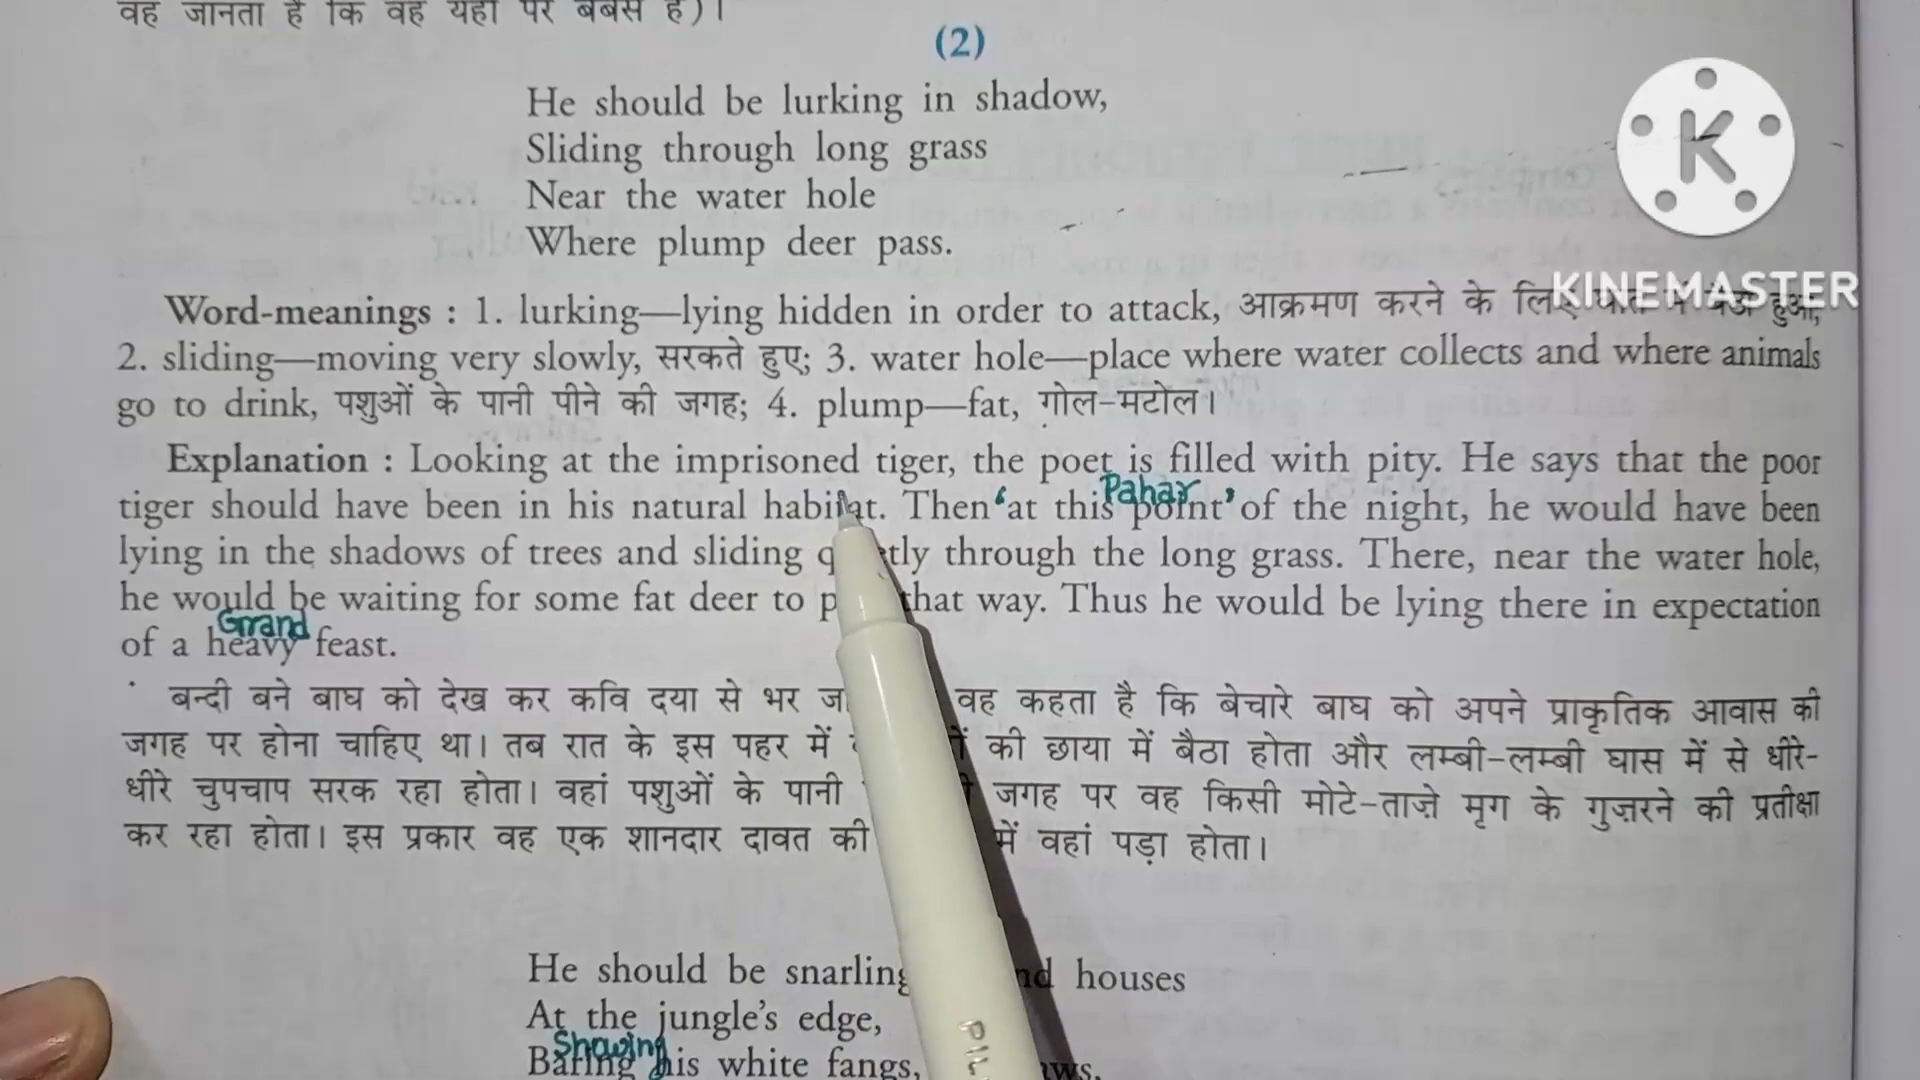 वह जानता है कि वह यहां पर बेबस है)।
(2)
He should be lurking in shadow,
Sliding through long grass
Near the water hole
Where plump deer pass.
K
KINEMASTER
Word-meanings : 1. lurking—lying hidden in order to attack, आक्रमण करने के हुआ;
2. sliding—moving very slowly, सरकते हुए; 3. water hole—place where water collects and where animals
go to drink, पशुओं के पानी पीने की जगह; 4. plump—fat, गोल-मटोल।
Explanation : Looking at the imprisoned tiger, the poet is filled with pity. He says that the poor
Pahar
tiger should have been in his natural habitat. Then 'at this point' of the night, he would have been
lying in the shadows of trees and sliding through the long grass. There, near the water hole,
he would be waiting for some fat deer to that way. Thus he would be lying there in expectation
Grand
of a heavy feast.
बन्दी बने बाघ को देख कर कवि दया से भर वह कहता है कि बेचारे बाघ को अपने प्राकृतिक आवास की
जगह पर होना चाहिए था। तब रात के इस पहर में की छाया में बैठा होता और लम्बी-लम्बी घास में से धीरे-
धीरे चुपचाप सरक रहा होता। वहां पशुओं के पानी जगह पर वह किसी मोटे-ताज़े मृग के गुज़रने की प्रतीक्षा
कर रहा होता। इस प्रकार वह एक शानदार दावत की में वहां पड़ा होता।
He should be snarling houses
At the jungle's edge,
Showing
Baring his white fangs,
PIL